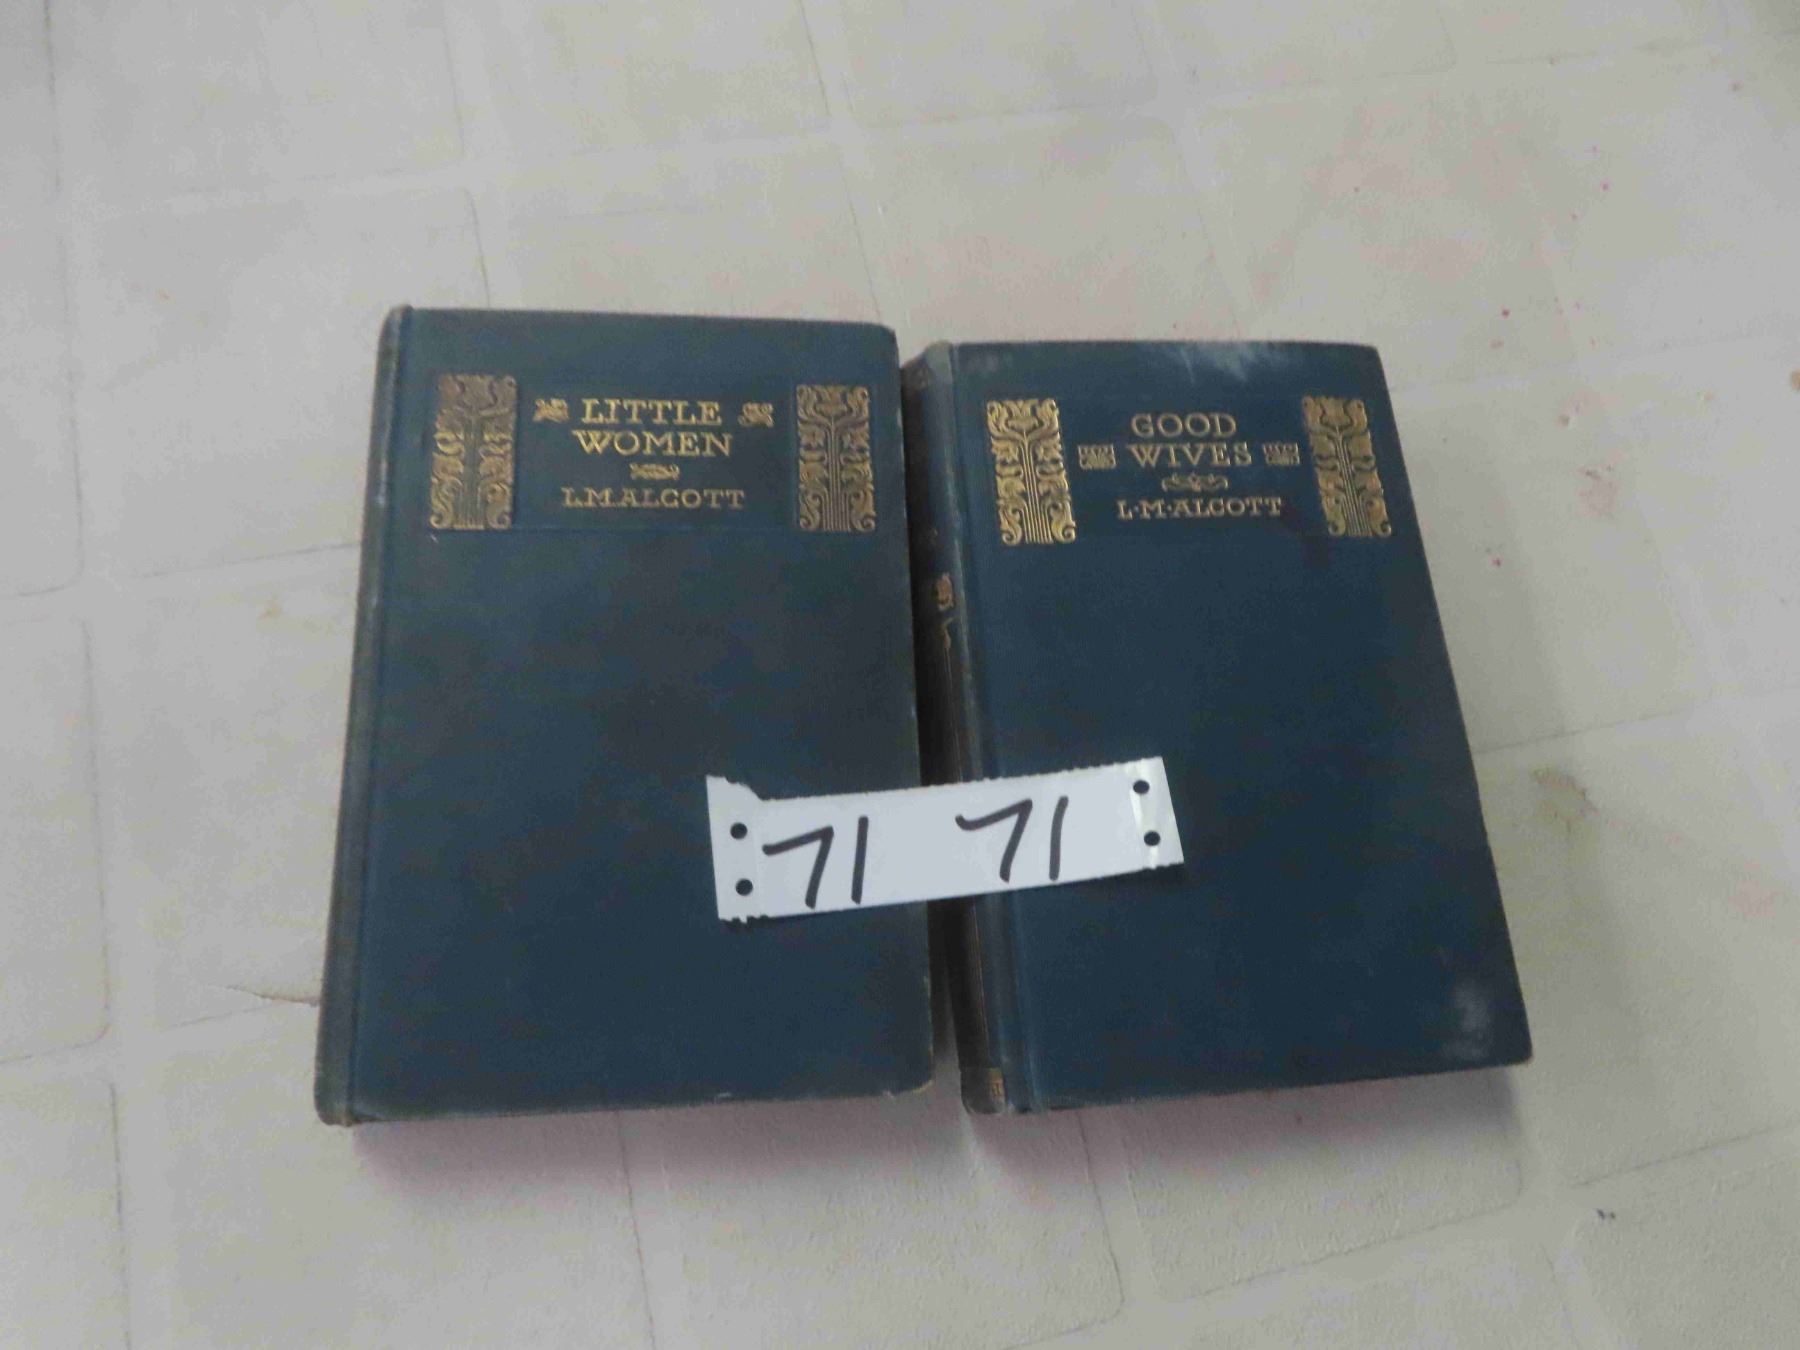 LITTLE
WOMEN
L.M.ALCOTT
GOOD
WIVES
L·M·ALCOTT
71 71